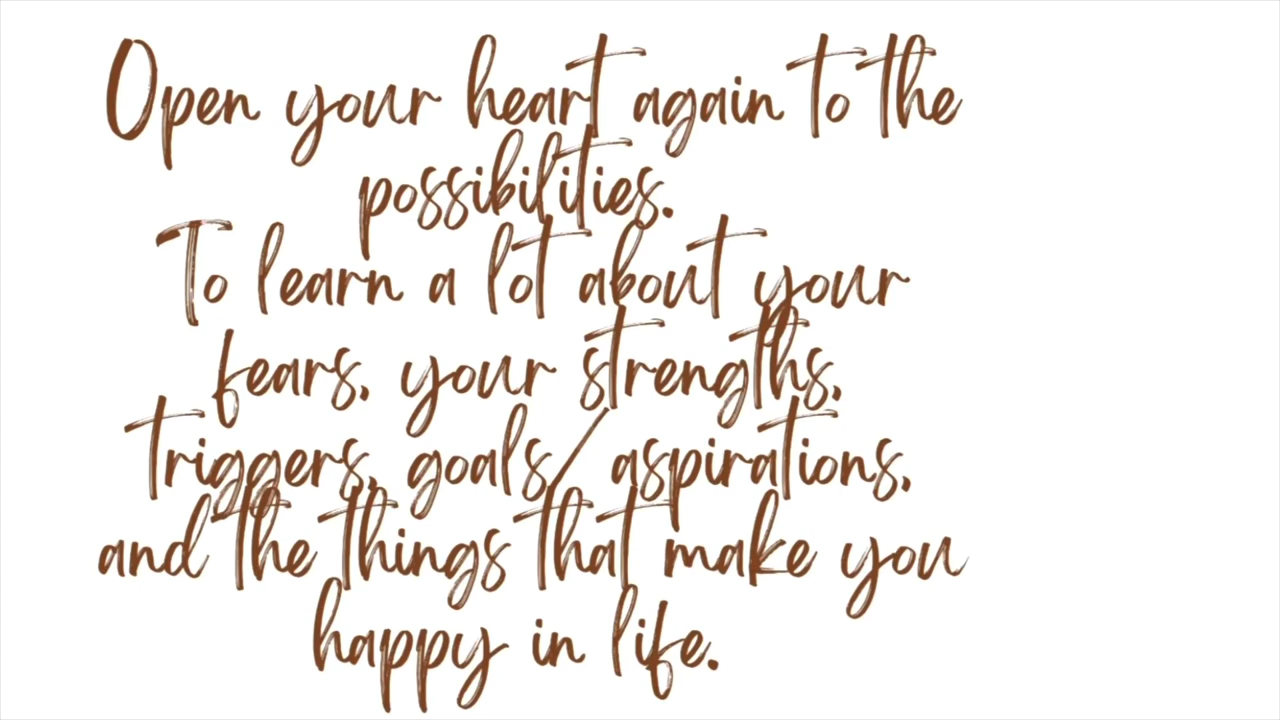 Open your heart again to the
possibilities.
To learn a lot about your
fears, your strengths,
triggers, goals/ aspirations,
and the things that make you
happy in life.